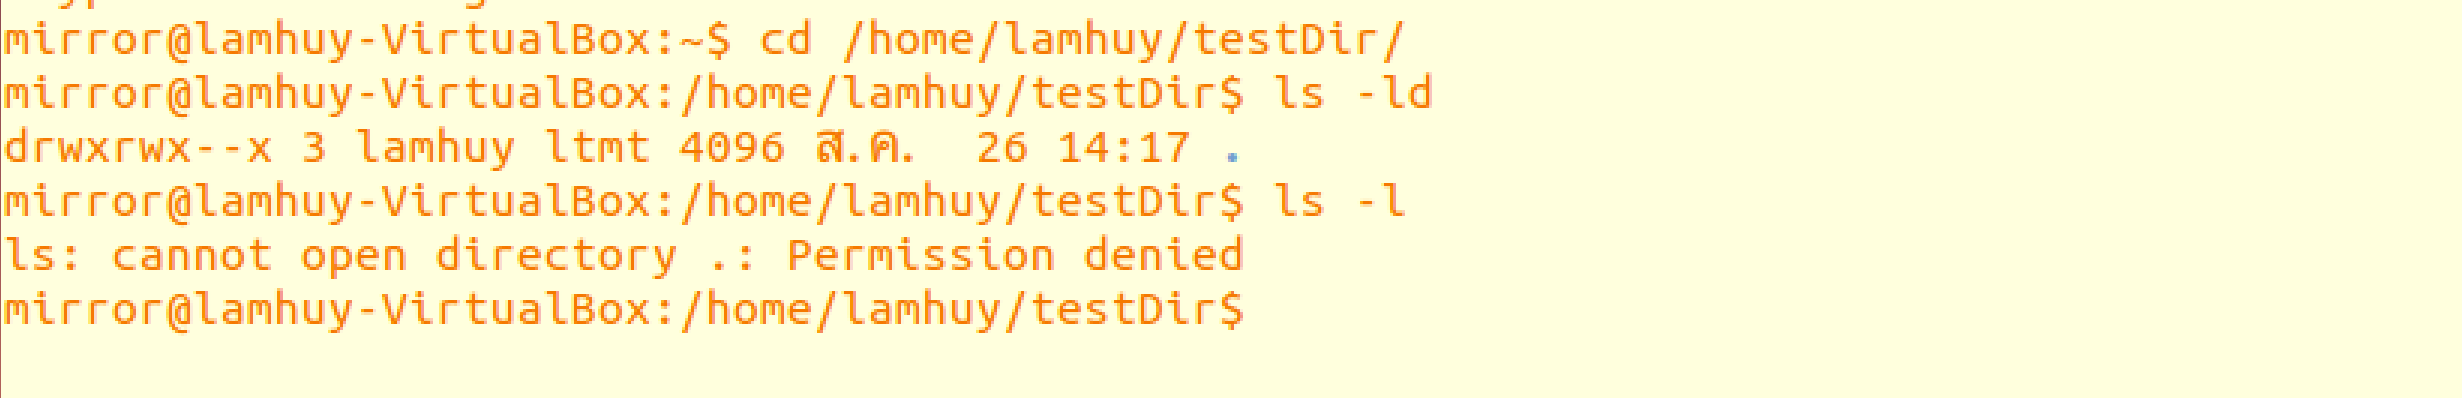 mirror@lamhuy-VirtualBox:~$ cd /home/lamhuy/testDir/
mirror@lamhuy-VirtualBox:/home/lamhuy/testDir$ ls -ld
drwxrwx--x 3 lamhuy ltmt 4096 ส.ค.  26 14:17 .
mirror@lamhuy-VirtualBox:/home/lamhuy/testDir$ ls -l
ls: cannot open directory .: Permission denied
mirror@lamhuy-VirtualBox:/home/lamhuy/testDir$